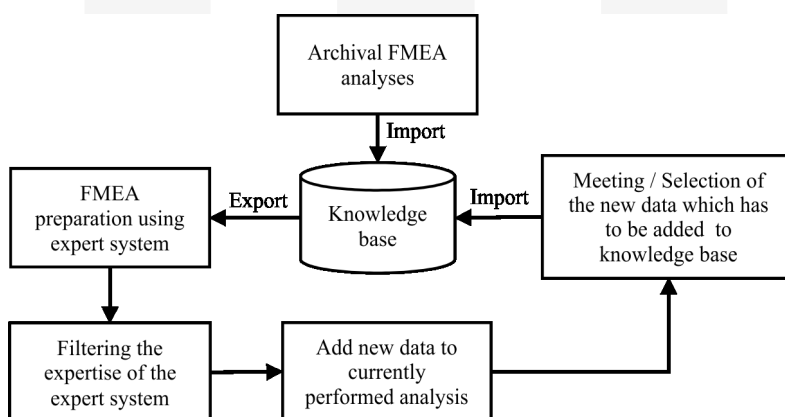 Archival FMEA
analyses
Import
FMEA
preparation using
expert system
Export
Knowledge
base
Import
Meeting / Selection of
the new data which has
to be added to
knowledge base
Filtering the
expertise of the
expert system
Add new data to
currently
performed analysis